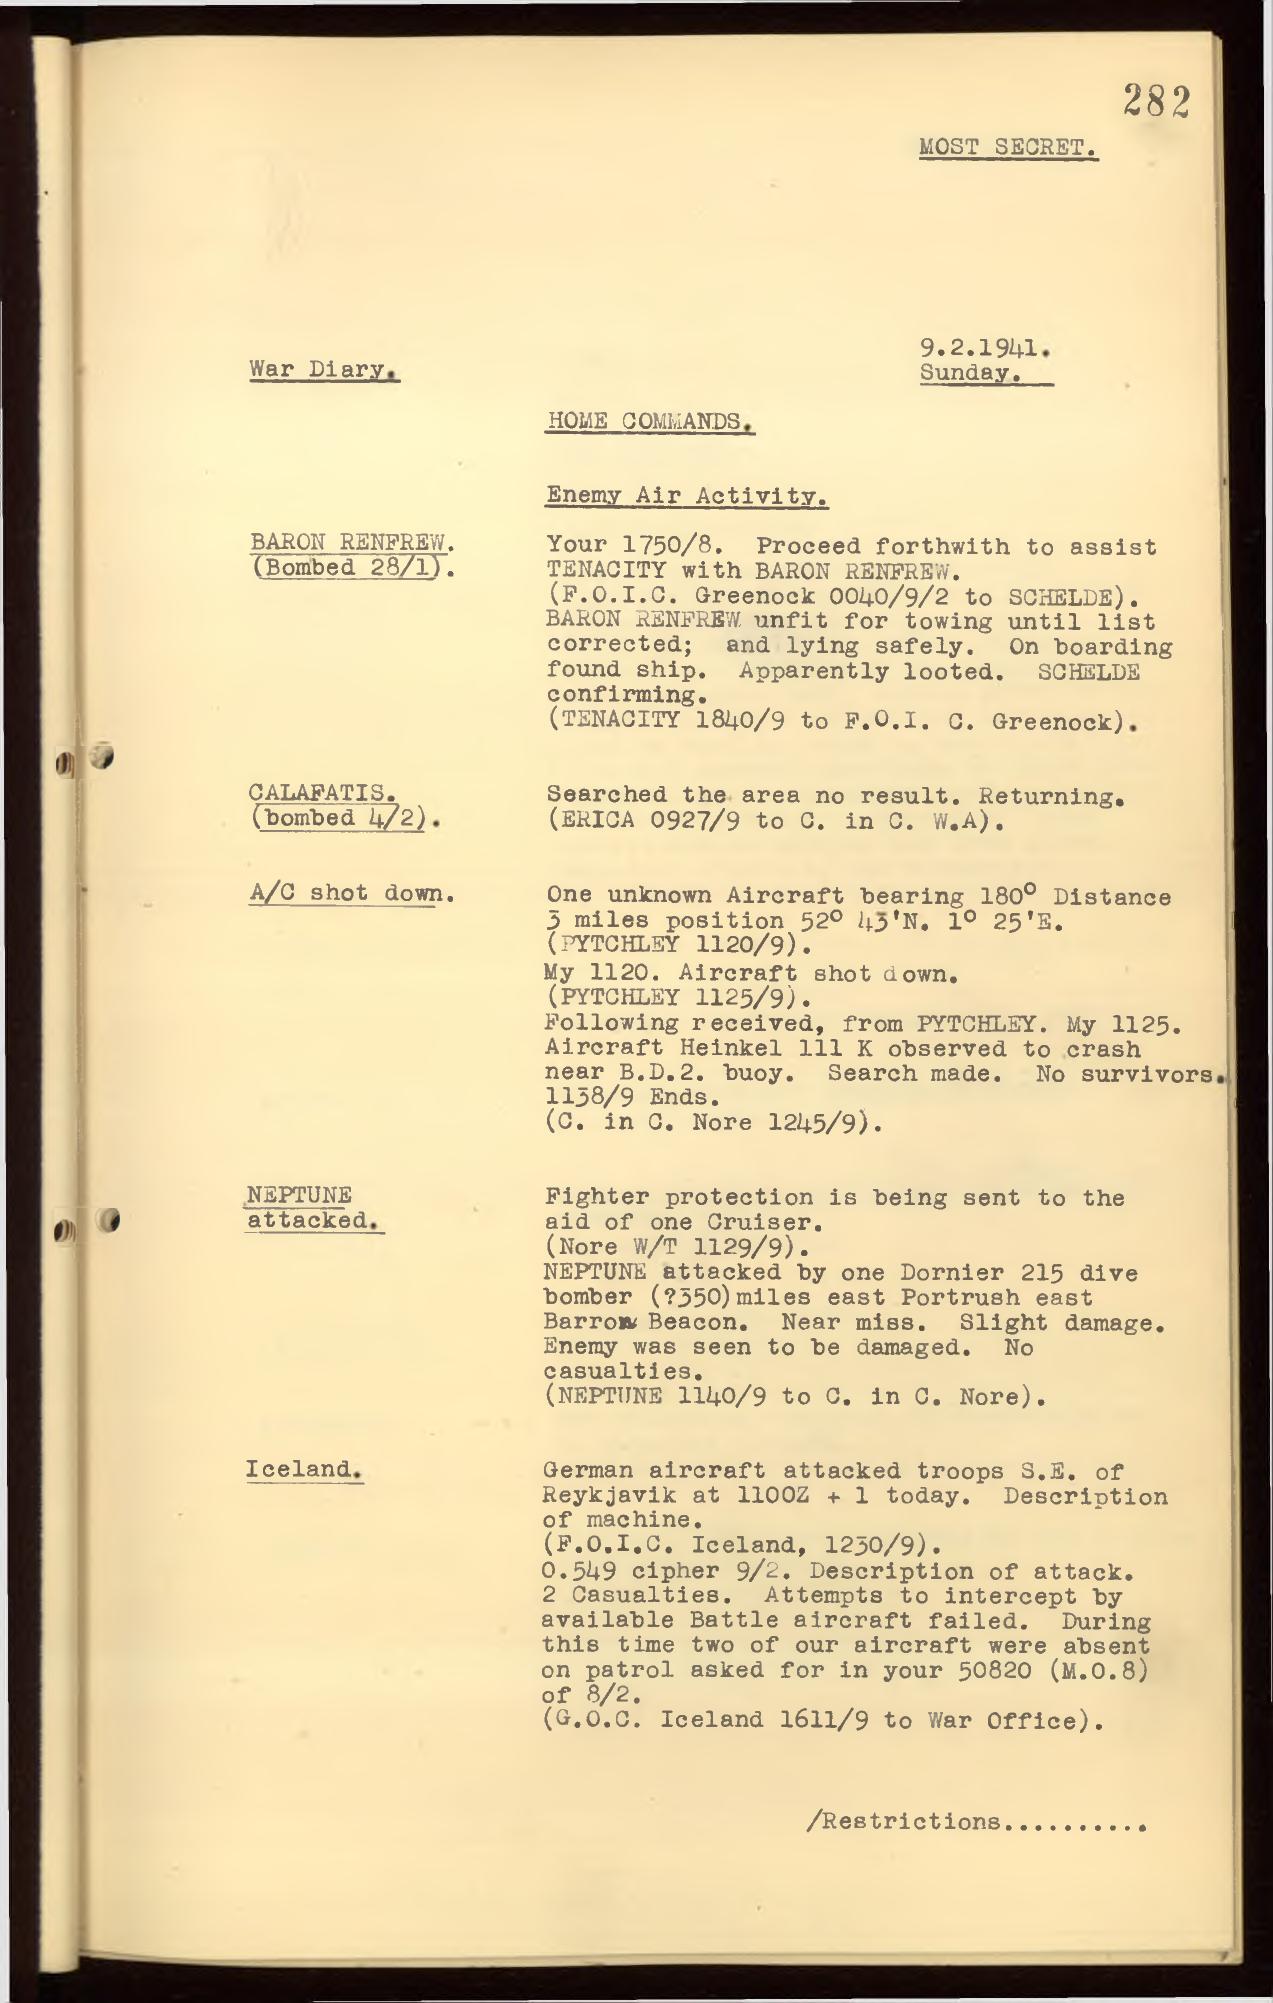 282
MOST SECRET.
War Diary.
9.2.1941.
Sunday.
HOME COMMANDS.
Enemy Air Activity.
BARON RENFREW.
(Bombed 28/1).
Your 1750/8. Proceed forthwith to assist
TENACITY with BARON RENFREW.
(F.O.I.C. Greenock 0040/9/2 to SCHELDE).
BARON RENFREW unfit for towing until list
corrected; and lying safely. On boarding
found ship. Apparently looted. SCHELDE
confirming.
(TENACITY 1840/9 to F.O.I. C. Greenock).
CALAFATIS.
(bombed 4/2).
Searched the area no result. Returning.
(ERICA 0927/9 to C. in C. W.A).
A/C shot down.
One unknown Aircraft bearing 180° Distance
3 miles position 52° 43'N. 1° 25'E.
(PYTCHLEY 1120/9).
My 1120. Aircraft shot down.
(PYTCHLEY 1125/9).
Following received, from PYTCHLEY. My 1125.
Aircraft Heinkel 111 K observed to crash
near B.D.2. buoy. Search made. No survivors.
1138/9 Ends.
(C. in C. Nore 1245/9).
NEPTUNE
attacked.
Fighter protection is being sent to the
aid of one Cruiser.
(Nore W/T 1129/9).
NEPTUNE attacked by one Dornier 215 dive
bomber (?350)miles east Portrush east
Barrow Beacon. Near miss. Slight damage.
Enemy was seen to be damaged. No
casualties.
(NEPTUNE 1140/9 to C. in C. Nore).
Iceland.
German aircraft attacked troops S.E. of
Reykjavik at 1100Z + 1 today. Description
of machine.
(F.O.I.C. Iceland, 1230/9).
0.549 cipher 9/2. Description of attack.
2 Casualties. Attempts to intercept by
available Battle aircraft failed. During
this time two of our aircraft were absent
on patrol asked for in your 50820 (M.O.8)
of 8/2.
(G.O.C. Iceland 1611/9 to War Office).
/Restrictions..........